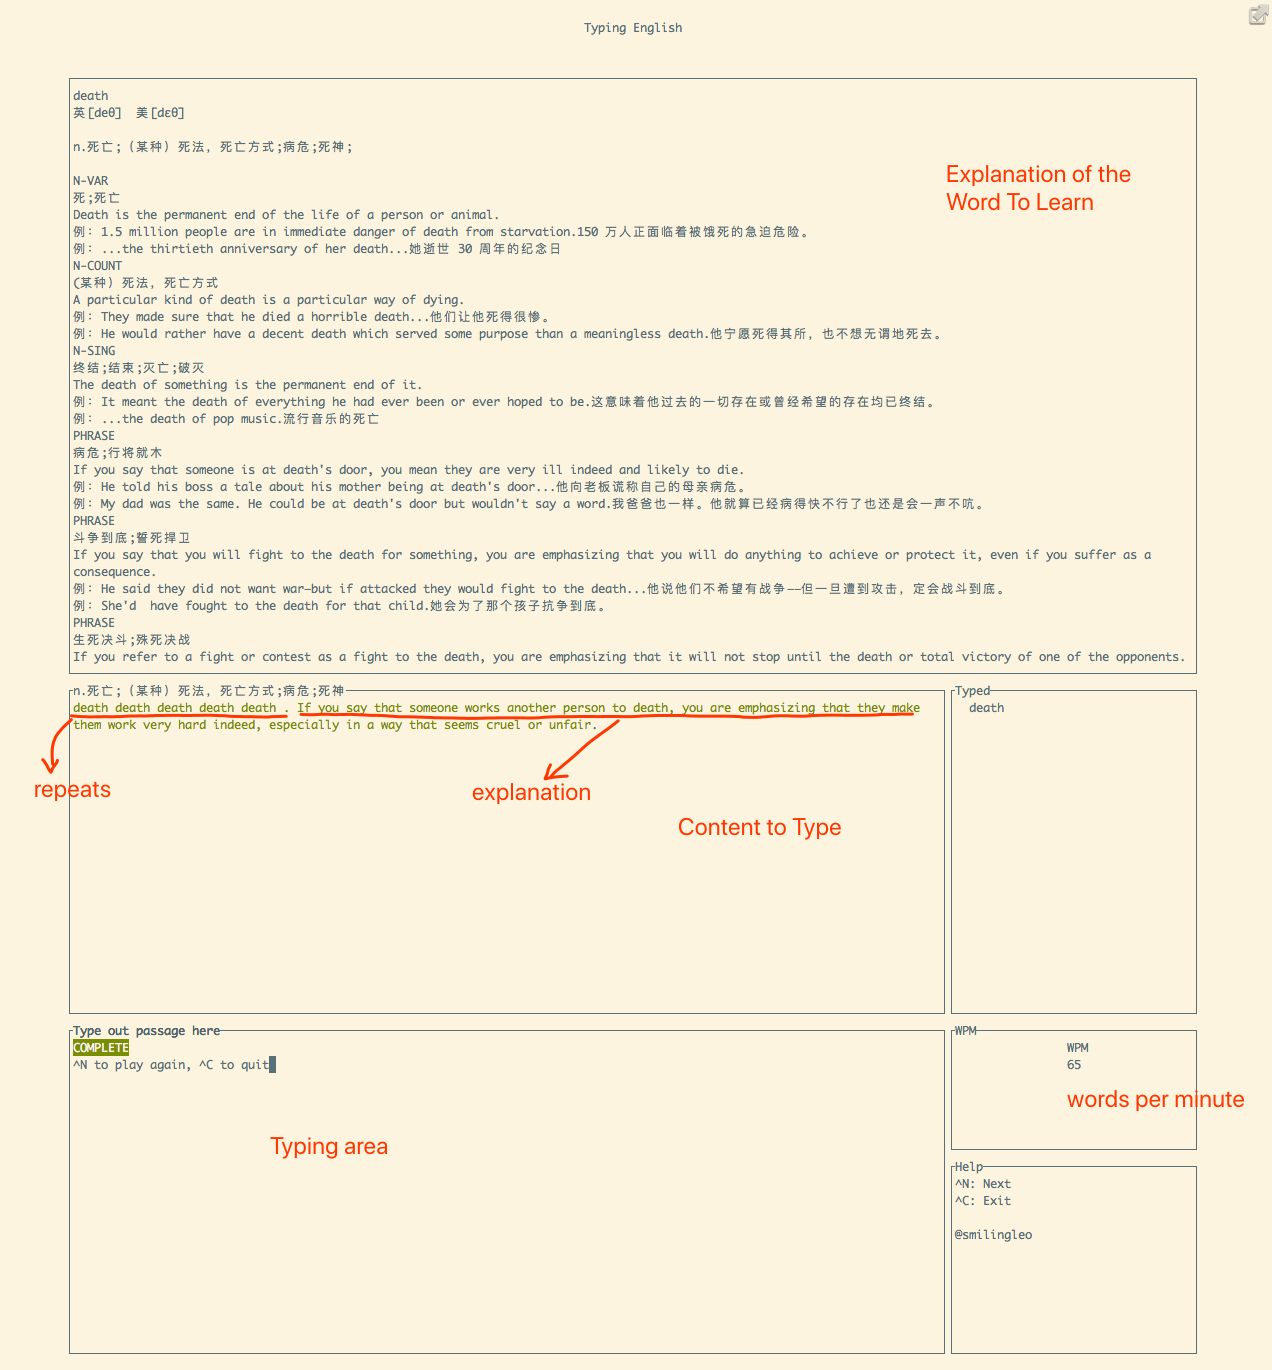 Typing English
death
英[deθ] 美[dɛθ]
n.死亡;（某种）死法，死亡方式;病危;死神;
N-VAR
死;死亡
Death is the permanent end of the life of a person or animal.
例: 1.5 million people are in immediate danger of death from starvation.150 万人正面临着被饿死的急迫危险。
例: ...the thirtieth anniversary of her death...她逝世 30 周年的纪念日
N-COUNT
(某种) 死法，死亡方式
A particular kind of death is a particular way of dying.
例: They made sure that he died a horrible death...他们让他死得很惨。
例: He would rather have a decent death which served some purpose than a meaningless death.他宁愿死得其所，也不想无谓地死去。
N-SING
终结;结束;灭亡;破灭
The death of something is the permanent end of it.
例: It meant the death of everything he had ever been or ever hoped to be.这意味着他过去的一切存在或曾经希望的存在均已终结。
例: ...the death of pop music.流行音乐的死亡
PHRASE
病危;行将就木
If you say that someone is at death's door, you mean they are very ill indeed and likely to die.
例: He told his boss a tale about his mother being at death's door...他向老板谎称自己的母亲病危。
例: My dad was the same. He could be at death's door but wouldn't say a word.我爸爸也一样。他就算已经病得快不行了也还是会一声不吭。
PHRASE
斗争到底;誓死捍卫
If you say that you will fight to the death for something, you are emphasizing that you will do anything to achieve or protect it, even if you suffer as a
consequence.
例: He said they did not want war—but if attacked they would fight to the death...他说他们不希望有战争——但一旦遭到攻击，定会战斗到底。
例: She'd  have fought to the death for that child.她会为了那个孩子抗争到底。
PHRASE
生死决斗;殊死决战
If you refer to a fight or contest as a fight to the death, you are emphasizing that it will not stop until the death or total victory of one of the opponents.
Explanation of the
Word To Learn
n.死亡;（某种）死法，死亡方式;病危;死神
death death death death death . If you say that someone works another person to death, you are emphasizing that they make
them work very hard indeed, especially in a way that seems cruel or unfair.
repeats
explanation
Content to Type
Typed
death
Type out passage here
COMPLETE
^N to play again, ^C to quit
Typing area
WPM
WPM
65
words per minute
Help
^N: Next
^C: Exit
@smilingleo